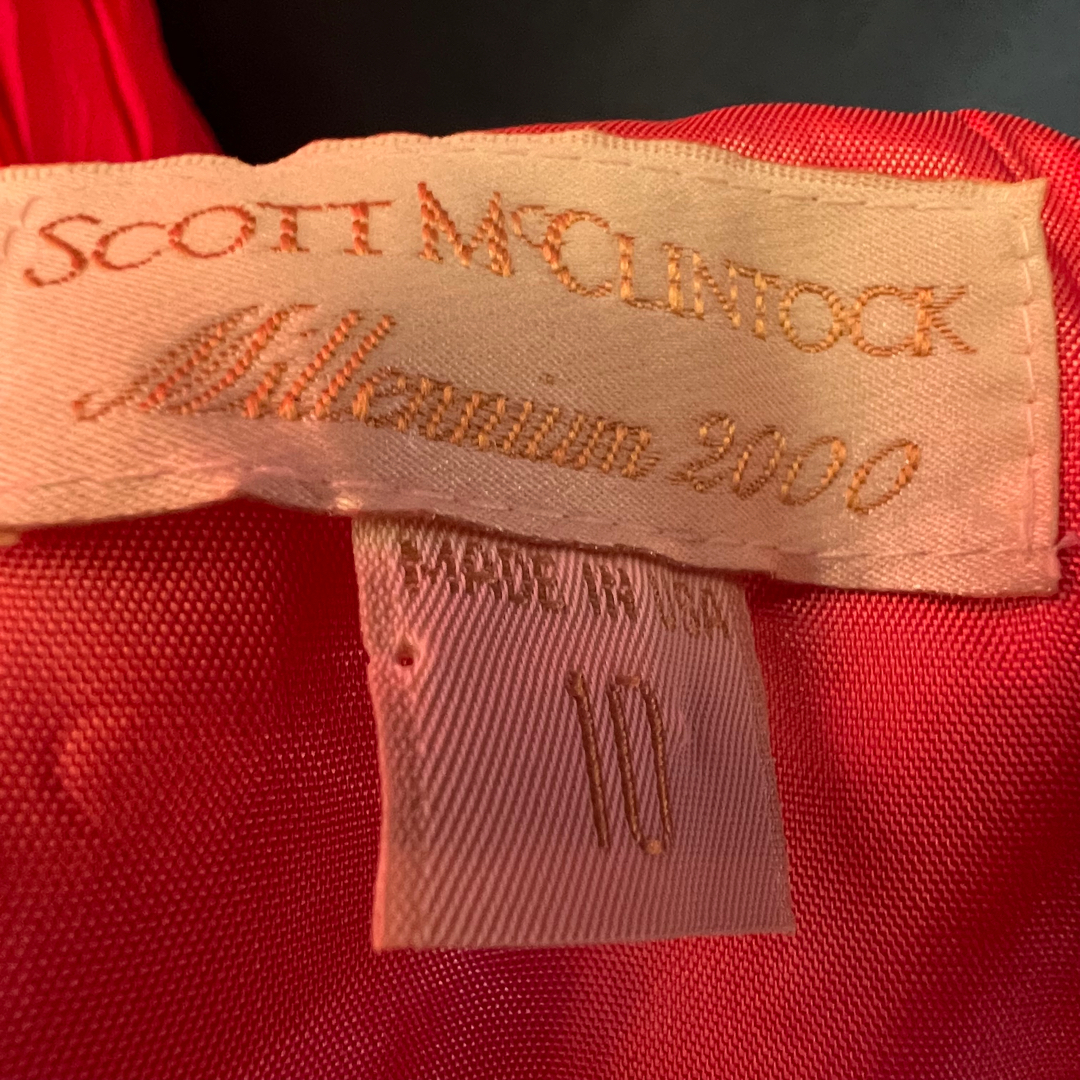 SCOTT McCLINTOCK
Millennium 2000
MADE IN USA
10